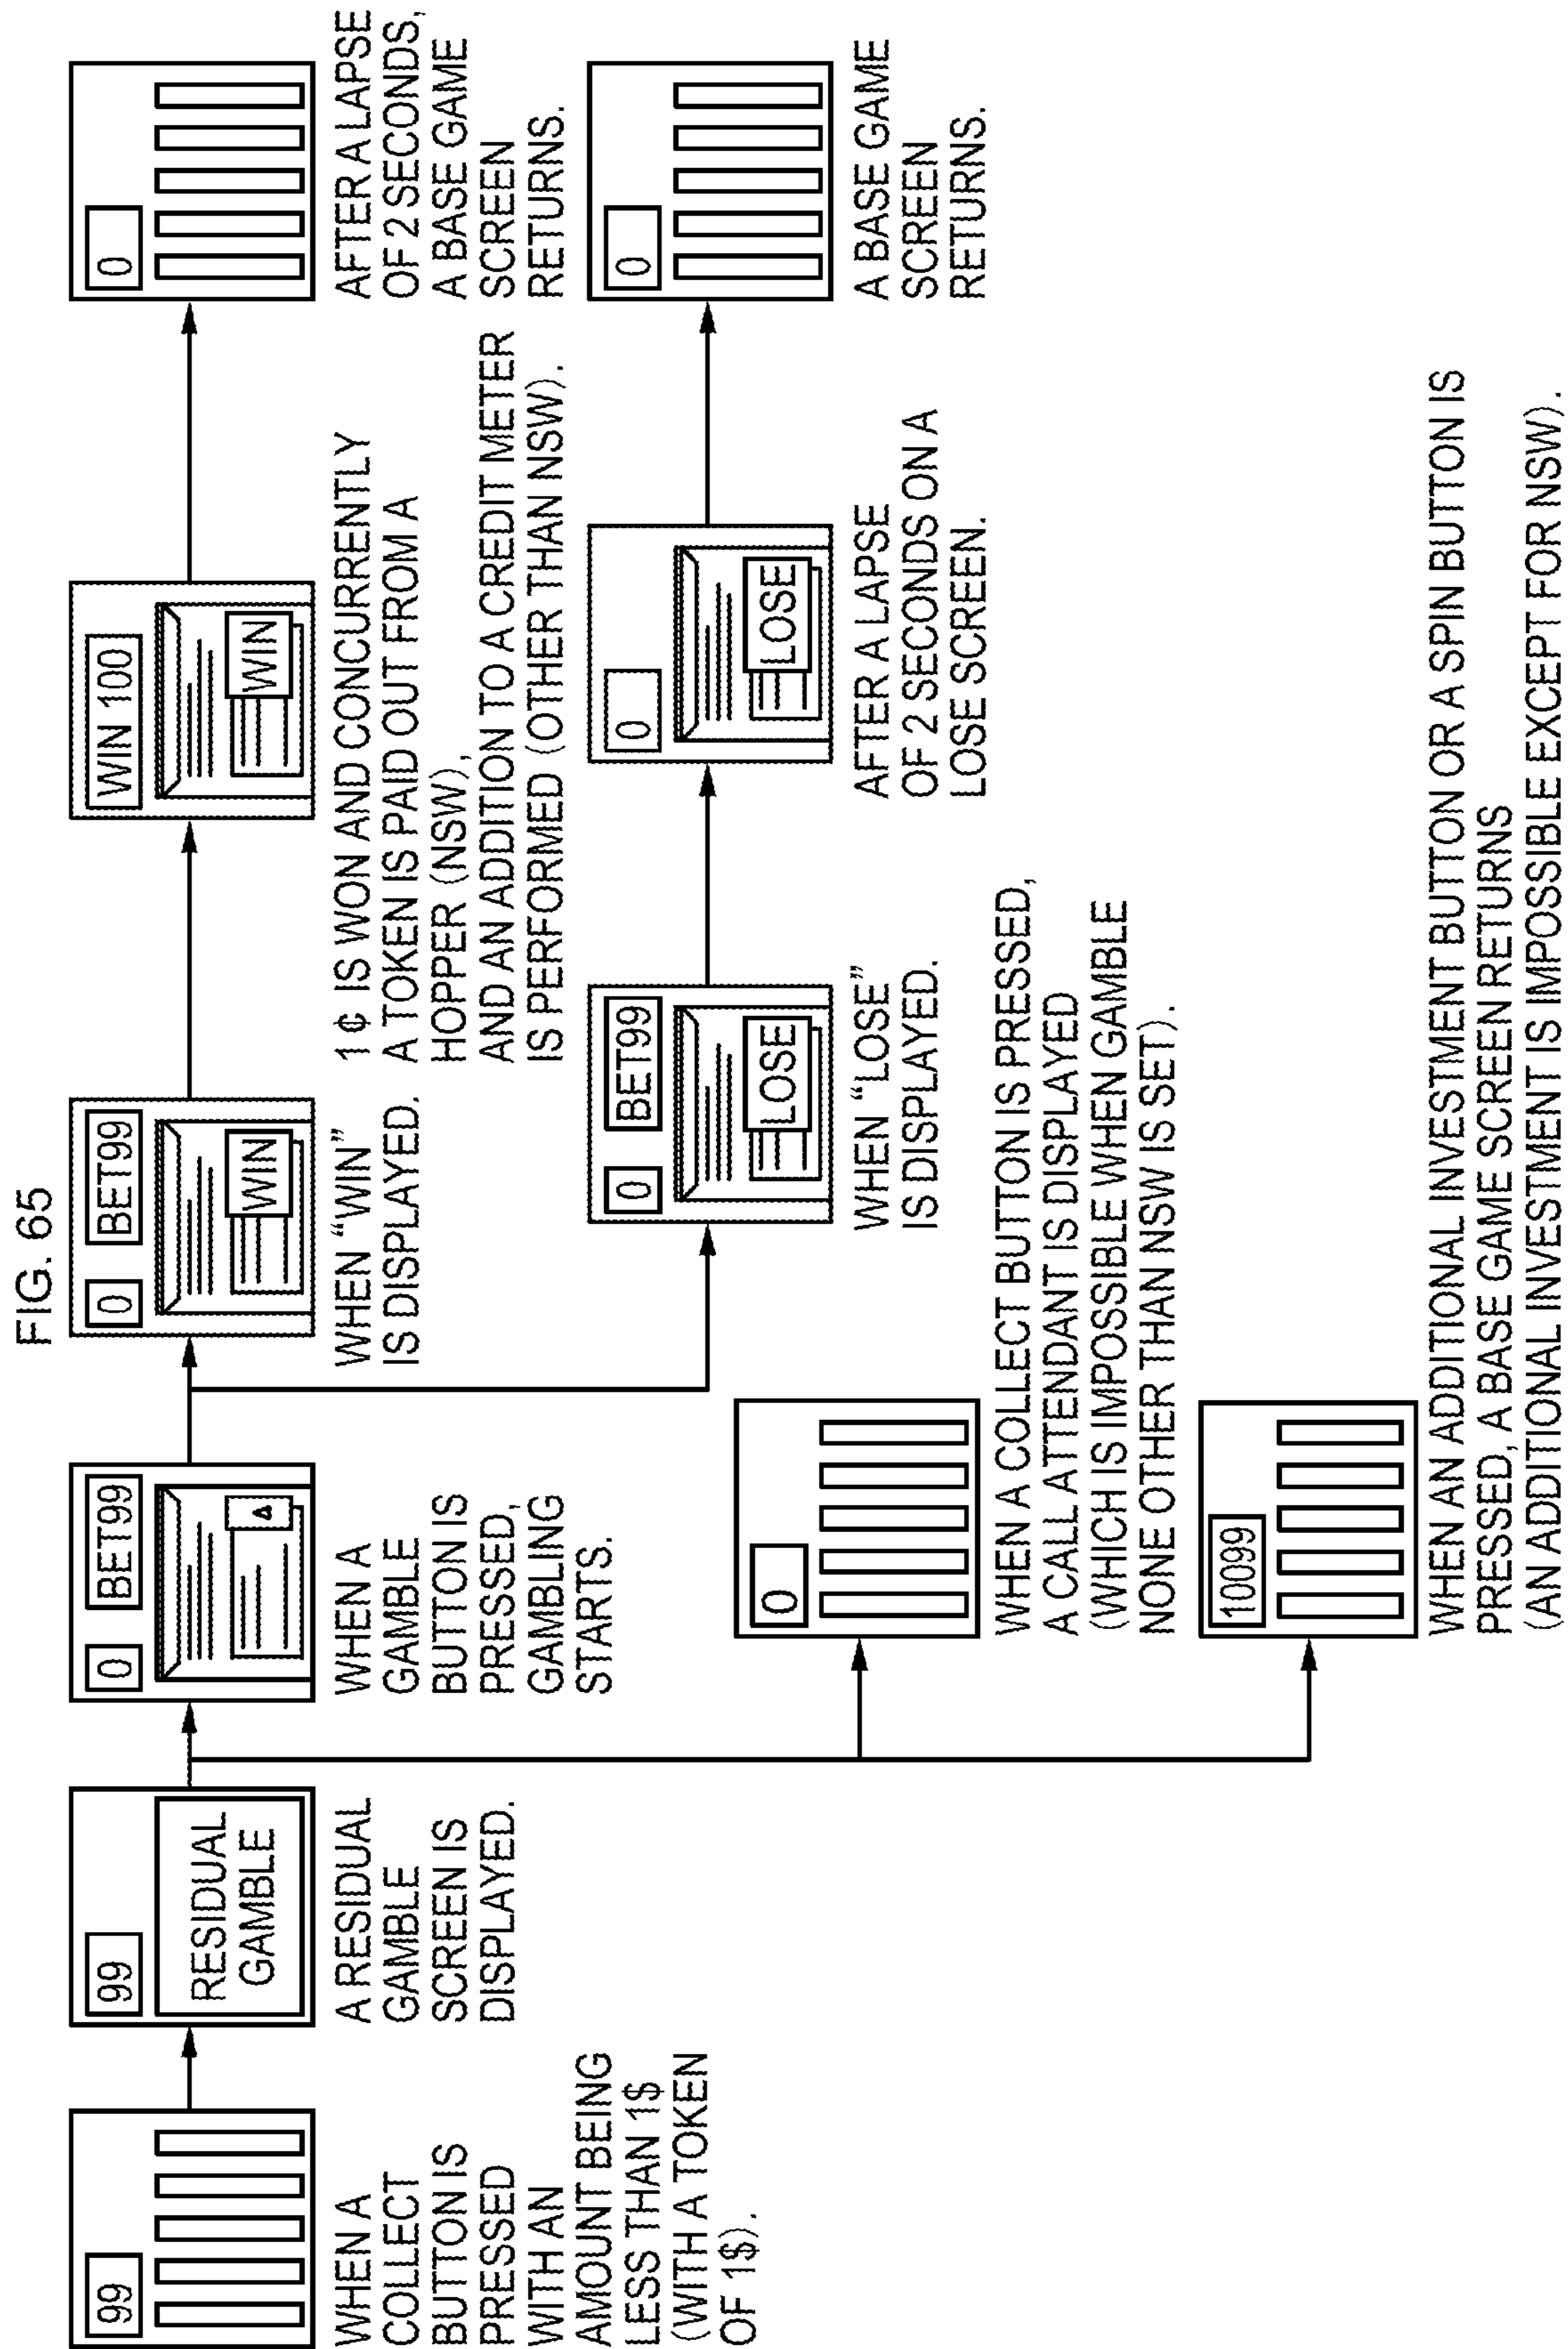 FIG. 65
99
WHEN A
COLLECT
BUTTON IS
PRESSED
WITH AN
AMOUNT BEING
LESS THAN 1$
(WITH A TOKEN
OF 1$).
99
RESIDUAL
GAMBLE
A RESIDUAL
GAMBLE
SCREEN IS
DISPLAYED.
0 BET99
WHEN A
GAMBLE
BUTTON IS
PRESSED,
GAMBLING
STARTS.
0 BET99
WIN
WHEN “WIN”
IS DISPLAYED.
WIN 100
WIN
1 ¢ IS WON AND CONCURRENTLY
A TOKEN IS PAID OUT FROM A
HOPPER (NSW),
AND AN ADDITION TO A CREDIT METER
IS PERFORMED (OTHER THAN NSW).
0
AFTER A LAPSE
OF 2 SECONDS,
A BASE GAME
SCREEN
RETURNS.
0 BET99
LOSE
WHEN “LOSE”
IS DISPLAYED.
0
LOSE
AFTER A LAPSE
OF 2 SECONDS ON A
LOSE SCREEN.
0
A BASE GAME
SCREEN
RETURNS.
0
WHEN A COLLECT BUTTON IS PRESSED,
A CALL ATTENDANT IS DISPLAYED
(WHICH IS IMPOSSIBLE WHEN GAMBLE
NONE OTHER THAN NSW IS SET).
10099
WHEN AN ADDITIONAL INVESTMENT BUTTON OR A SPIN BUTTON IS
PRESSED, A BASE GAME SCREEN RETURNS
(AN ADDITIONAL INVESTMENT IS IMPOSSIBLE EXCEPT FOR NSW).